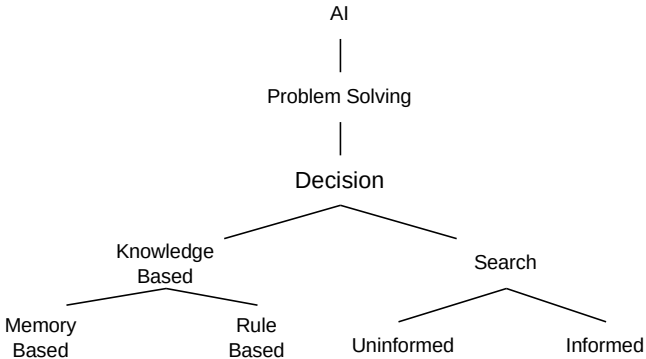 AI
Problem Solving
Decision
Knowledge
Based
Search
Memory
Based
Rule
Based
Uninformed
Informed